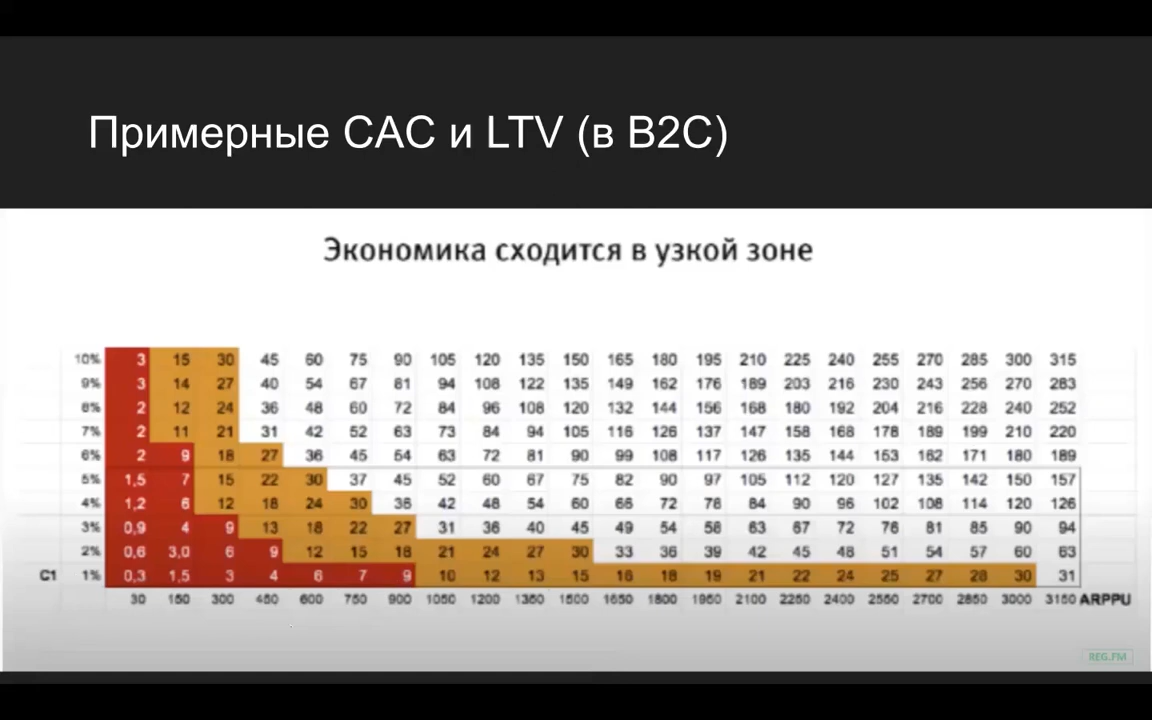 Примерные CAC и LTV (в B2C)
Экономика сходится в узкой зоне
10% 3 15 30 45 60 75 90 105 120 135 150 165 180 195 210 225 240 255 270 285 300 315
9% 3 14 27 40 54 67 81 94 108 122 135 149 162 176 189 203 216 230 243 256 270 283
8% 2 12 24 36 48 60 72 84 96 108 120 132 144 156 168 180 192 204 216 228 240 252
7% 2 11 21 31 42 52 63 73 84 94 105 116 126 137 147 158 168 178 189 199 210 220
6% 2 9 18 27 36 45 54 63 72 81 90 99 108 117 126 135 144 153 162 171 180 189
5% 1,5 7 15 22 30 37 45 52 60 67 75 82 90 97 105 112 120 127 135 142 150 157
4% 1,2 6 12 18 24 30 36 42 48 54 60 66 72 78 84 90 96 102 108 114 120 126
3% 0,9 4 9 13 18 22 27 31 36 40 45 49 54 58 63 67 72 76 81 85 90 94
2% 0,6 3,0 6 9 12 15 18 21 24 27 30 33 36 39 42 45 48 51 54 57 60 63
C1 1% 0,3 1,5 3 4 6 7 9 10 12 13 15 16 18 19 21 22 24 25 27 28 30 31
30 150 300 450 600 750 900 1050 1200 1350 1500 1650 1800 1950 2100 2250 2400 2550 2700 2850 3000 3150 ARPPU
REG.FM